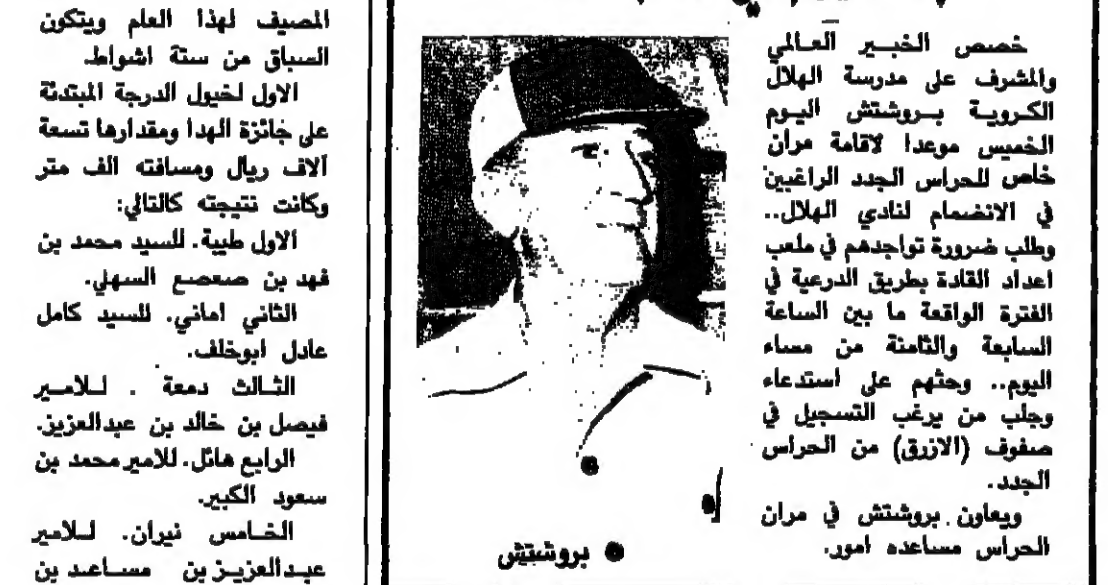 خصص الخبير العالمي
والمشرف على مدرسة الهلال
الكروية بروشتش اليوم
الخميس موعدا لاقامة مران
خاص للحراس الجدد الراغبين
في الانضمام لنادي الهلال..
وطلب ضرورة تواجدهم في ملعب
اعداد القادة بطريق الدرعية في
الفترة الواقعة ما بين الساعة
السابعة والثامنة من مساء
اليوم.. وحثهم على استدعاء
وجلب من يرغب التسجيل في
صفوف (الازرق) من الحراس
الجدد.
ويعاون بروشتش في مران
الحراس مساعده امور.
● بروشتش
المصيف لهذا العام ويتكون
السباق من ستة اشواط.
الاول لخيول الدرجة المبتدئة
على جائزة الهدا ومقدارها تسعة
آلاف ريال ومسافته الف متر
وكانت نتيجته كالتالي:
الاول طيبة. للسيد محمد بن
فهد بن صعصع السهلي.
الثاني اماني. للسيد كامل
عادل ابوخلف.
الثالث دمعة . للامير
فيصل بن خالد بن عبدالعزيز.
الرابع هائل. للامير محمد بن
سعود الكبير.
الخامس نيران. للامير
عبدالعزيز بن مساعد بن